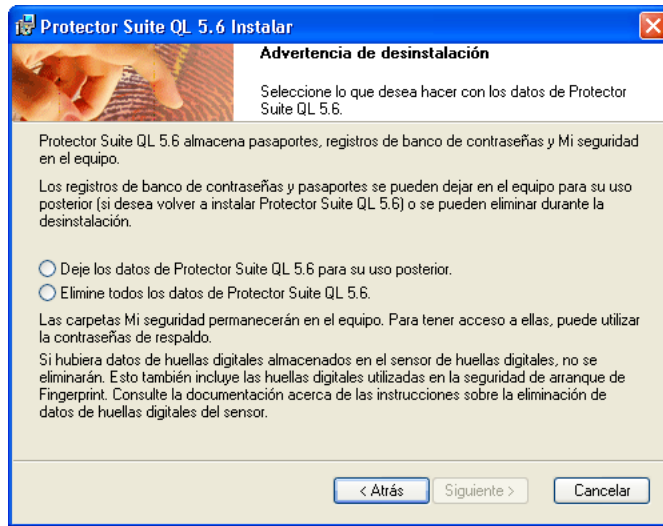 Protector Suite QL 5.6 Instalar
Advertencia de desinstalación
Seleccione lo que desea hacer con los datos de Protector
Suite QL 5.6.
Protector Suite QL 5.6 almacena pasaportes, registros de banco de contraseñas y Mi seguridad
en el equipo.
Los registros de banco de contraseñas y pasaportes se pueden dejar en el equipo para su uso
posterior (si desea volver a instalar Protector Suite QL 5.6) o se pueden eliminar durante la
desinstalación.
Deje los datos de Protector Suite QL 5.6 para su uso posterior.
Elimine todos los datos de Protector Suite QL 5.6.
Las carpetas Mi seguridad permanecerán en el equipo. Para tener acceso a ellas, puede utilizar
la contraseñas de respaldo.
Si hubiera datos de huellas digitales almacenados en el sensor de huellas digitales, no se
eliminarán. Esto también incluye las huellas digitales utilizadas en la seguridad de arranque de
Fingerprint. Consulte la documentación acerca de las instrucciones sobre la eliminación de
datos de huellas digitales del sensor.
< Atrás
Siguiente >
Cancelar